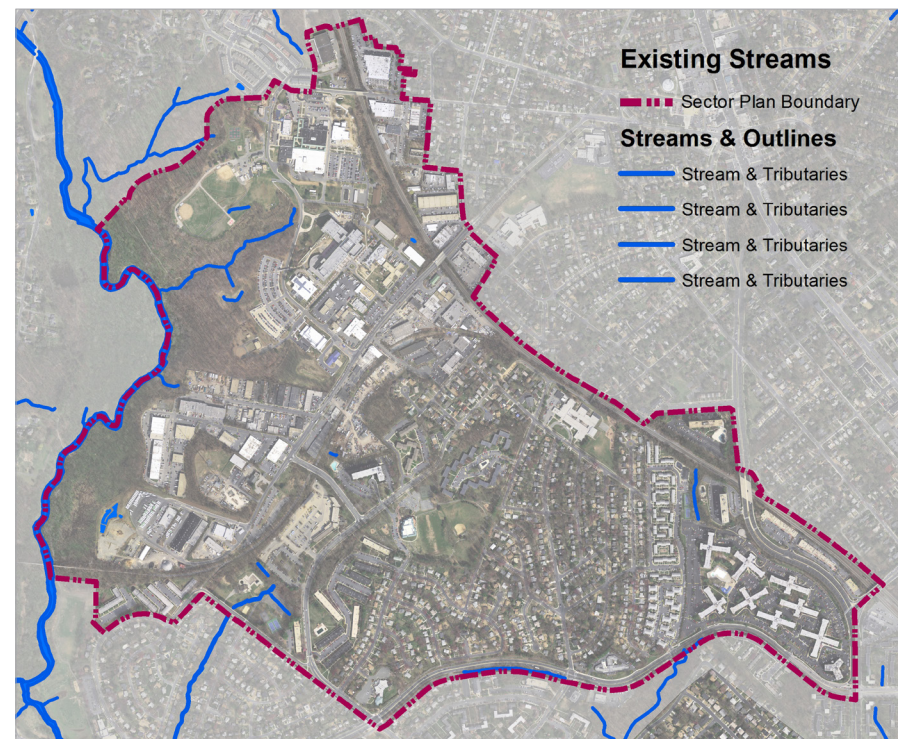 Existing Streams
Sector Plan Boundary
Streams & Outlines
Stream & Tributaries
Stream & Tributaries
Stream & Tributaries
Stream & Tributaries